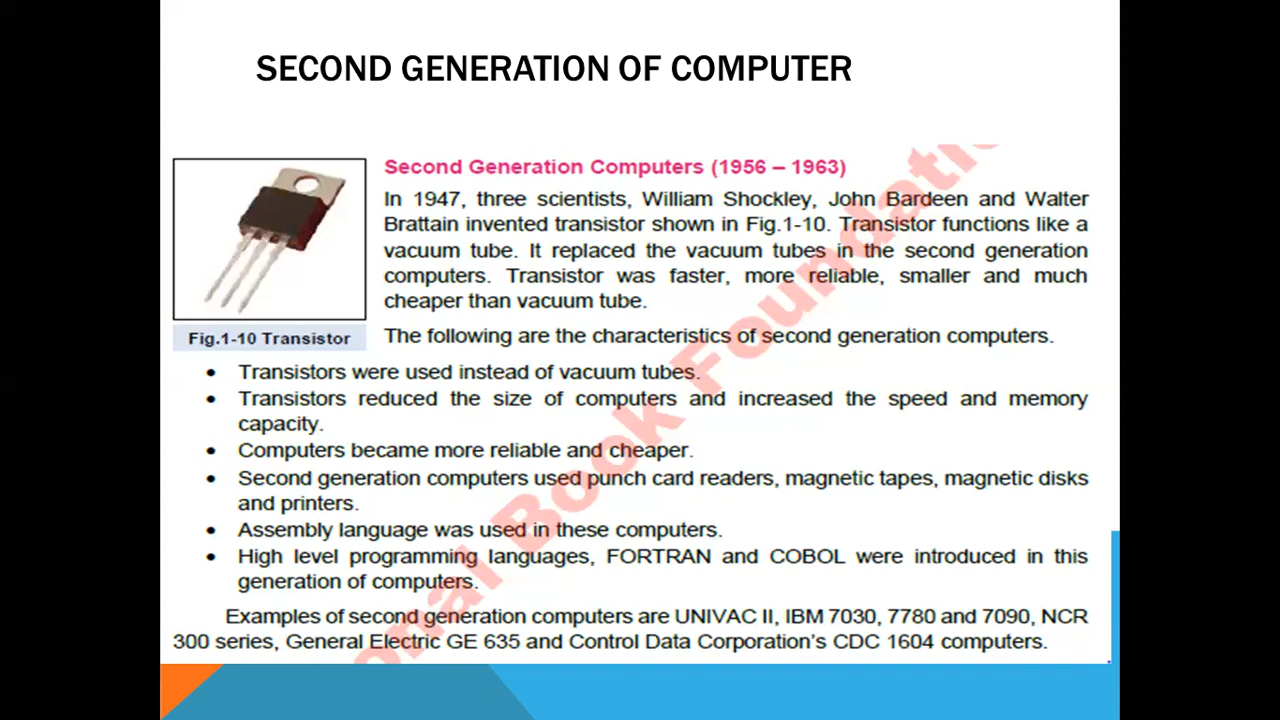 SECOND GENERATION OF COMPUTER
Second Generation Computers (1956 – 1963)
In 1947, three scientists, William Shockley, John Bardeen and Walter
Brattain invented transistor shown in Fig.1-10. Transistor functions like a
vacuum tube. It replaced the vacuum tubes in the second generation
computers. Transistor was faster, more reliable, smaller and much
cheaper than vacuum tube.
Fig.1-10 Transistor
The following are the characteristics of second generation computers.
• Transistors were used instead of vacuum tubes.
• Transistors reduced the size of computers and increased the speed and memory
capacity.
• Computers became more reliable and cheaper.
• Second generation computers used punch card readers, magnetic tapes, magnetic disks
and printers.
• Assembly language was used in these computers.
• High level programming languages, FORTRAN and COBOL were introduced in this
generation of computers.
Examples of second generation computers are UNIVAC II, IBM 7030, 7780 and 7090, NCR
300 series, General Electric GE 635 and Control Data Corporation's CDC 1604 computers.
onal Book Foundati